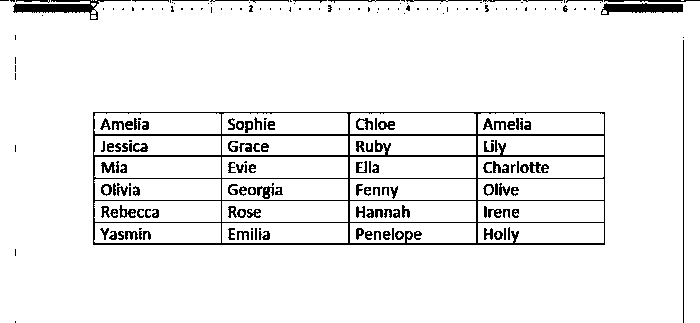 1 2 3 4 5 6
Amelia Sophie Chloe Amelia
Jessica Grace Ruby Lily
Mia Evie Ella Charlotte
Olivia Georgia Fenny Olive
Rebecca Rose Hannah Irene
Yasmin Emilia Penelope Holly